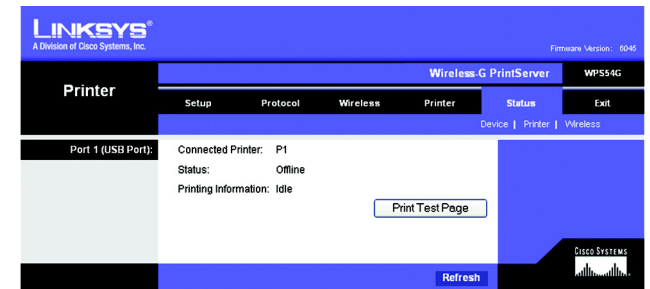 LINKSYS®
A Division of Cisco Systems, Inc.
Firmware Version: 6045
Printer
Wireless-G PrintServer WPS54G
Setup Protocol Wireless Printer Status Exit
Device | Printer | Wireless
Port 1 (USB Port):
Connected Printer: P1
Status: Offline
Printing Information: Idle
Print Test Page
CISCO SYSTEMS
Refresh